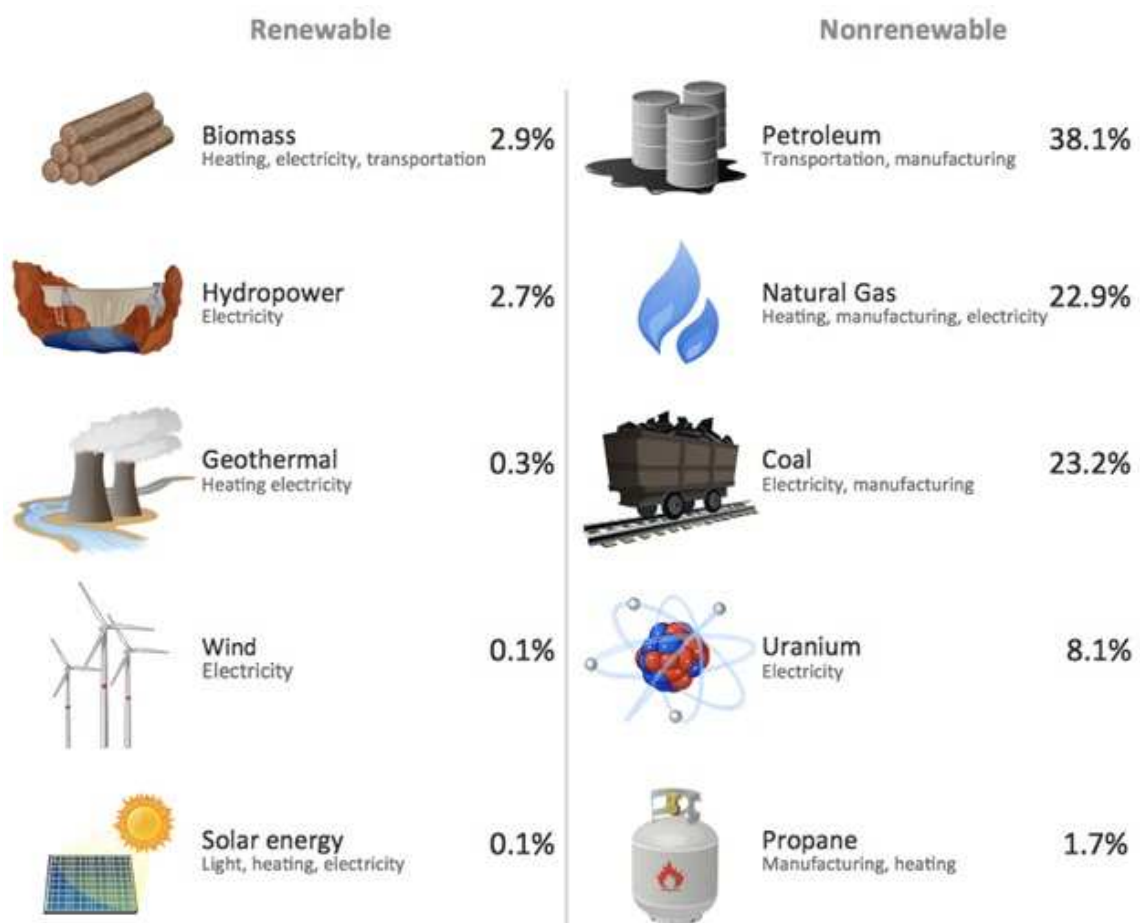 Renewable
Nonrenewable
Biomass 2.9%
Heating, electricity, transportation
Hydropower 2.7%
Electricity
Geothermal 0.3%
Heating electricity
Wind 0.1%
Electricity
Solar energy 0.1%
Light, heating, electricity
Petroleum 38.1%
Transportation, manufacturing
Natural Gas 22.9%
Heating, manufacturing, electricity
Coal 23.2%
Electricity, manufacturing
Uranium 8.1%
Electricity
Propane 1.7%
Manufacturing, heating